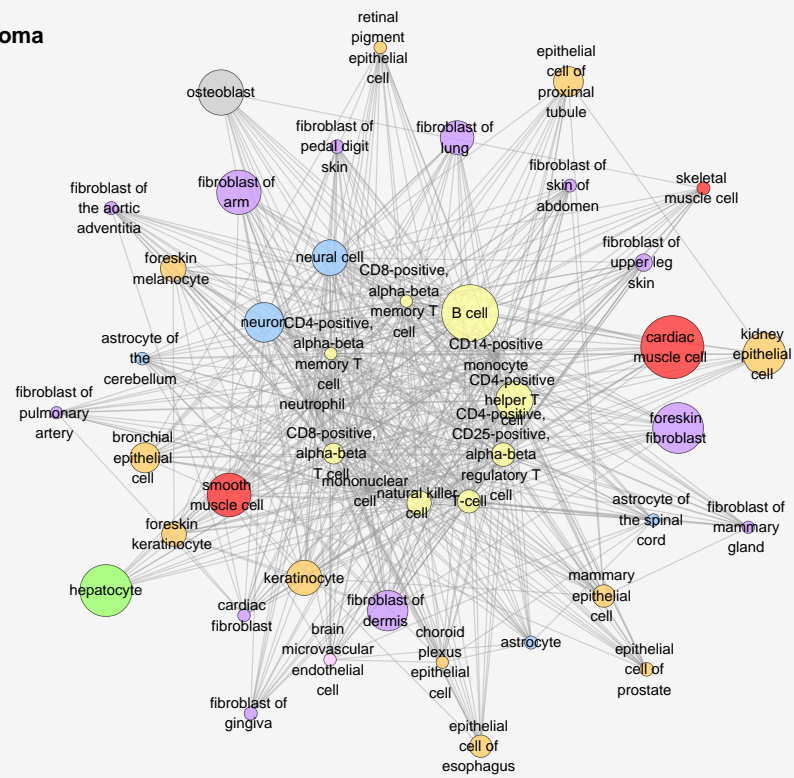 oma
retinal
pigment
epithelial
cell
epithelial
cell of
proximal
tubule
osteoblast
fibroblast of
pedal digit
skin
fibroblast of
lung
fibroblast of
the aortic
adventitia
fibroblast of
arm
fibroblast of
skin of
abdomen
skeletal
muscle cell
foreskin
melanocyte
neural cell
CD8-positive,
alpha-beta
memory T
cell
B cell
fibroblast of
upper leg
skin
neuron
CD4-positive,
alpha-beta
memory T
cell
CD14-positive
monocyte
cardiac
muscle cell
kidney
epithelial
cell
astrocyte of
the
cerebellum
CD4-positive
helper T
cell
fibroblast of
pulmonary
artery
neutrophil
CD4-positive,
CD25-positive,
alpha-beta
regulatory T
cell
foreskin
fibroblast
bronchial
epithelial
cell
CD8-positive,
alpha-beta
T cell
mononuclear
cell
natural killer
cell
T-cell
smooth
muscle cell
foreskin
keratinocyte
astrocyte of
the spinal
cord
fibroblast of
mammary
gland
hepatocyte
keratinocyte
fibroblast of
dermis
mammary
epithelial
cell
cardiac
fibroblast
brain
microvascular
endothelial
cell
choroid
plexus
epithelial
cell
astrocyte
epithelial
cell of
prostate
fibroblast of
gingiva
epithelial
cell of
esophagus